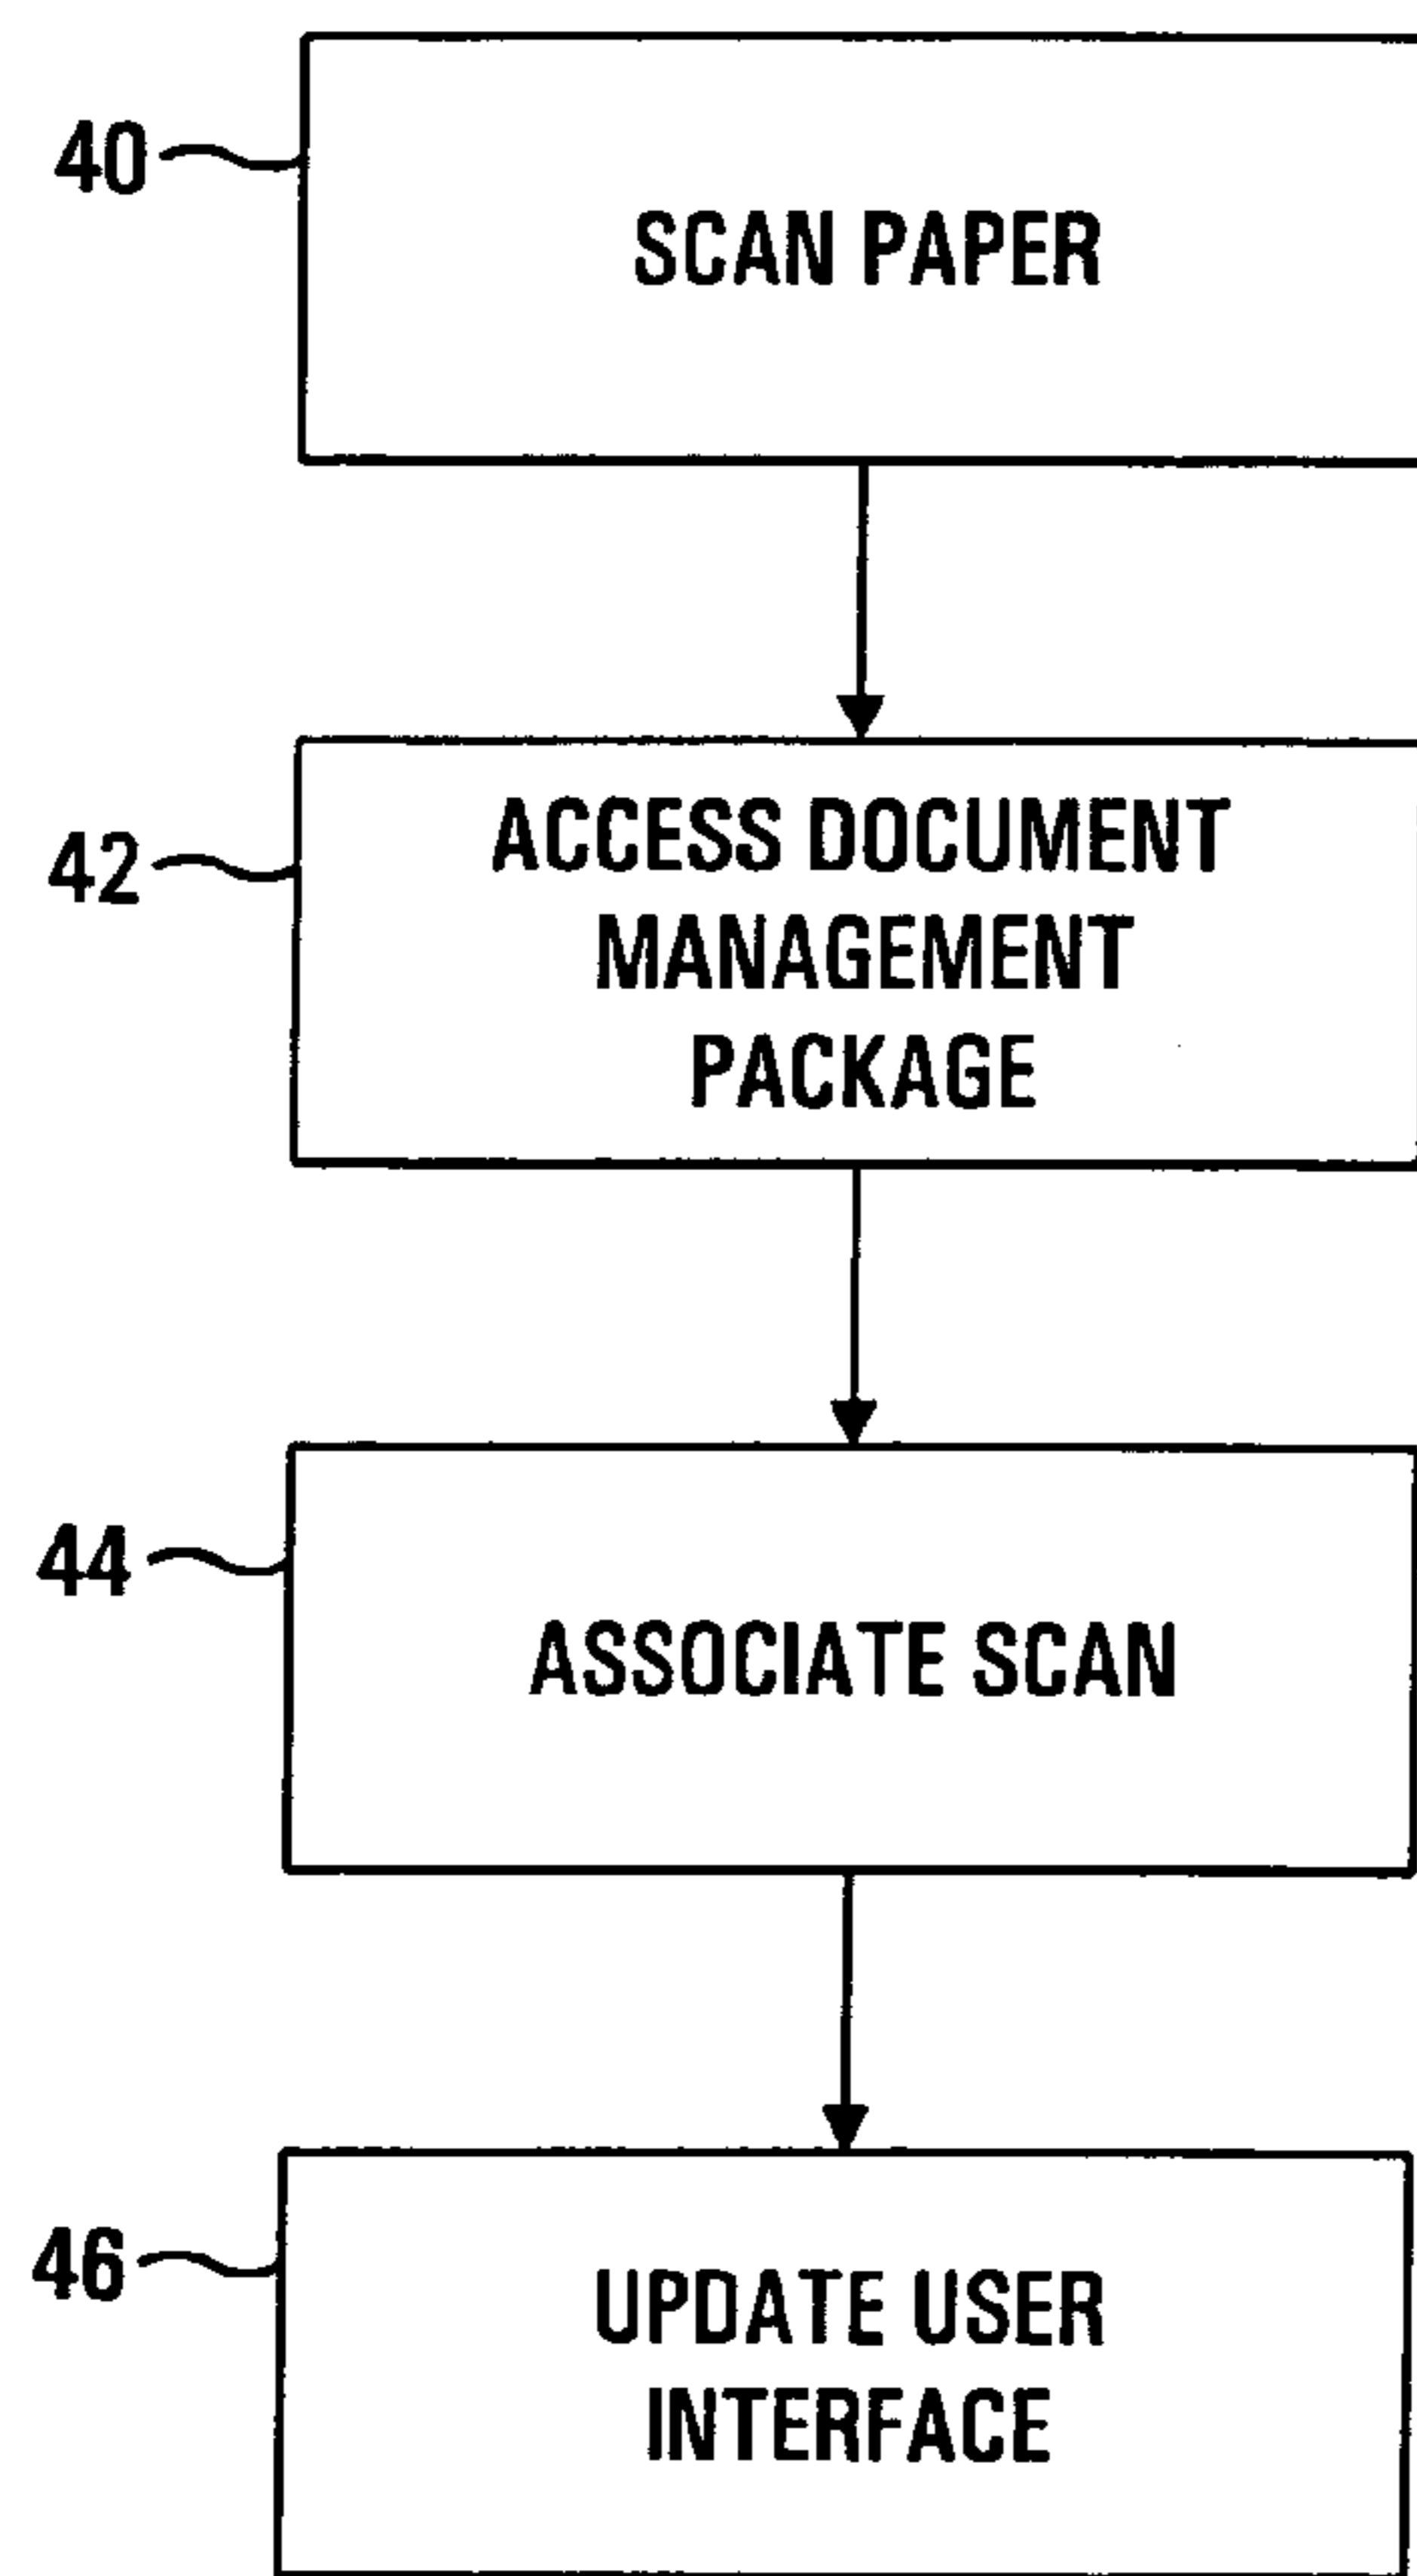 40
SCAN PAPER
42
ACCESS DOCUMENT
MANAGEMENT
PACKAGE
44
ASSOCIATE SCAN
46
UPDATE USER
INTERFACE